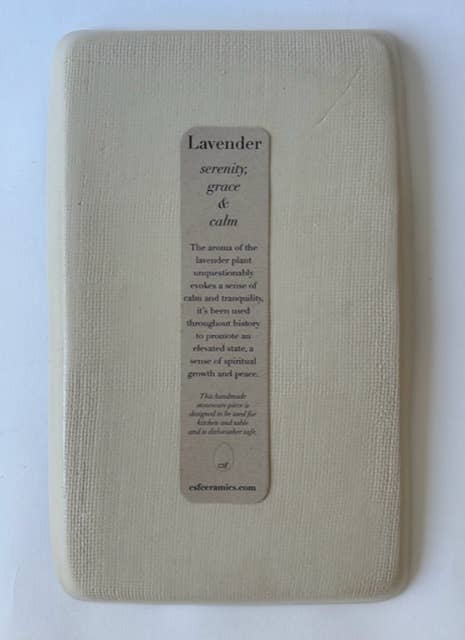 Lavender
serenity,
grace
&
calm
The aroma of the
lavender plant
unquestionably
evokes a sense of
calm and tranquility,
it's been used
throughout history
to promote an
elevated state, a
sense of spiritual
growth and peace.
This handmade
stoneware piece is
designed to be used for
kitchen and table
and is dishwasher safe.
csf
csfceramics.com